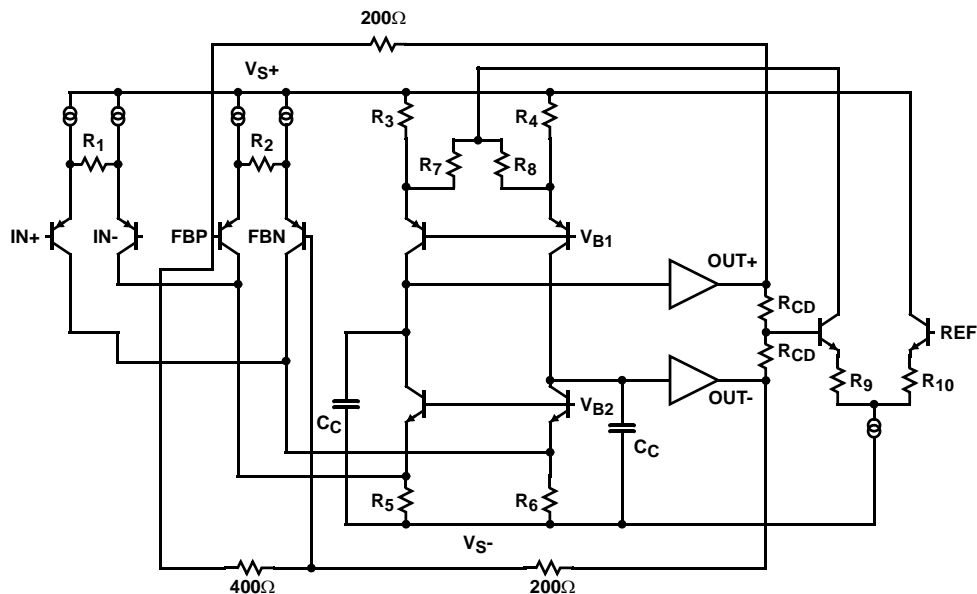 200Ω
VS+
R3
R4
R1
R2
R7
R8
IN+
IN-
FBP
FBN
VB1
OUT+
RCD
REF
RCD
R9
R10
OUT-
VB2
CC
CC
R5
R6
VS-
400Ω
200Ω